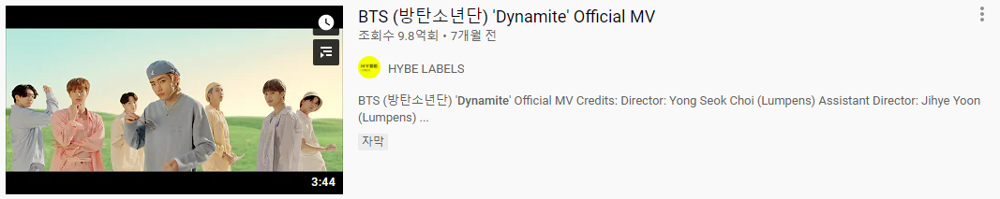 BTS (방탄소년단) 'Dynamite' Official MV
조회수 9.8억회 • 7개월 전
HYBE LABELS
BTS (방탄소년단) 'Dynamite' Official MV Credits: Director: Yong Seok Choi (Lumpens) Assistant Director: Jihye Yoon
(Lumpens) ...
자막
3:44